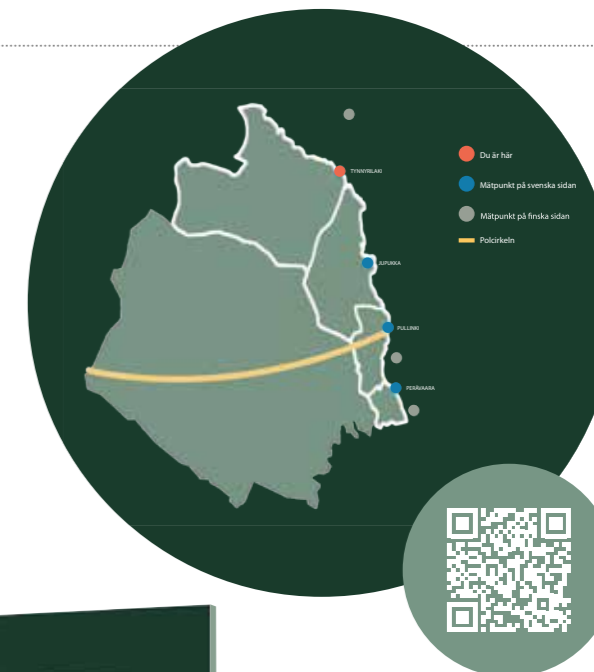 TYNNYRILAKI
JUPUKKA
PULLINKI
PERÄVAARA
Du är här
Mätpunkt på svenska sidan
Mätpunkt på finska sidan
Polcirkeln